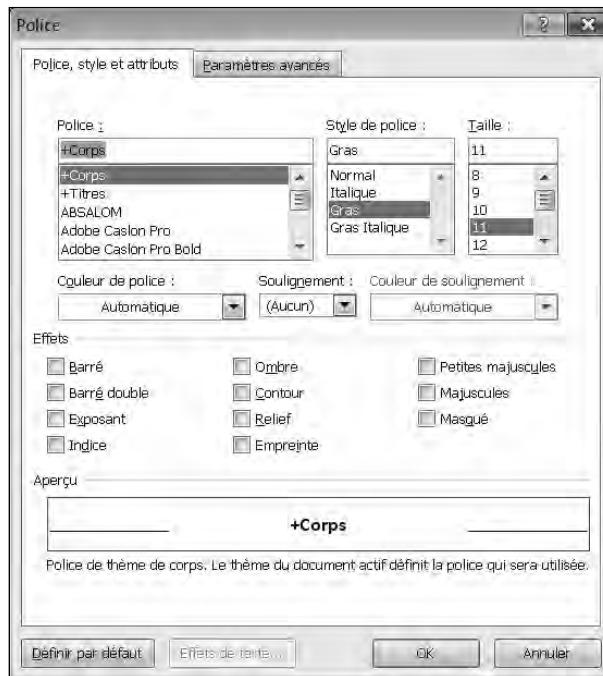 Police
Police, style et attributs Paramètres avancés
Police : Style de police : Taille :
+Corps Gras 11
+Corps Normal 8
+Titres Italique 9
ABSALOM Gras 10
Adobe Caslon Pro Gras Italique 11
Adobe Caslon Pro Bold 12
Couleur de police : Soulignement : Couleur de soulignement :
Automatique (Aucun) Automatique
Effets
Barré Ombre Petites majuscules
Barré double Contour Majuscules
Exposant Relief Masqué
Indice Empreinte
Aperçu
+Corps
Police de thème de corps. Le thème du document actif définit la police qui sera utilisée.
Définir par défaut Effets de texte... OK Annuler